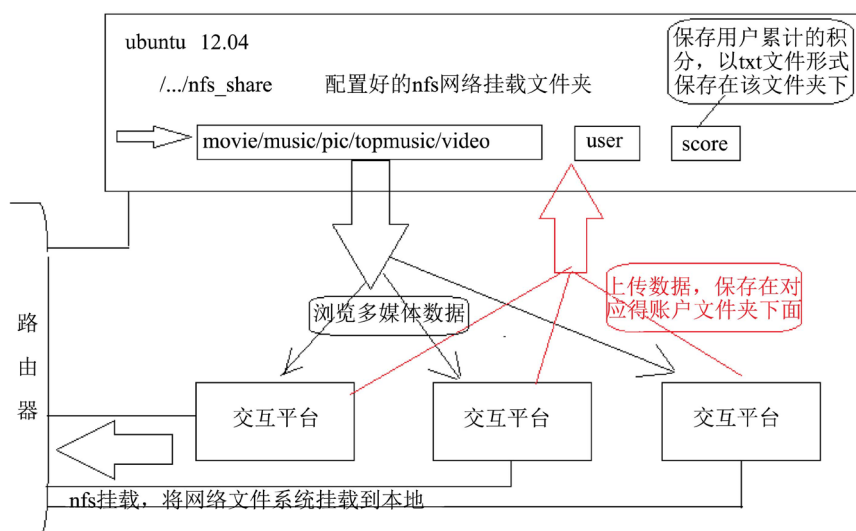 ubuntu 12.04
/.../nfs_share 配置好的nfs网络挂载文件夹
保存用户累计的积
分，以txt文件形式
保存在该文件夹下
movie/music/pic/topmusic/video
user
score
浏览多媒体数据
上传数据，保存在对
应得账户文件夹下面
路
由
器
交互平台
交互平台
交互平台
nfs挂载，将网络文件系统挂载到本地